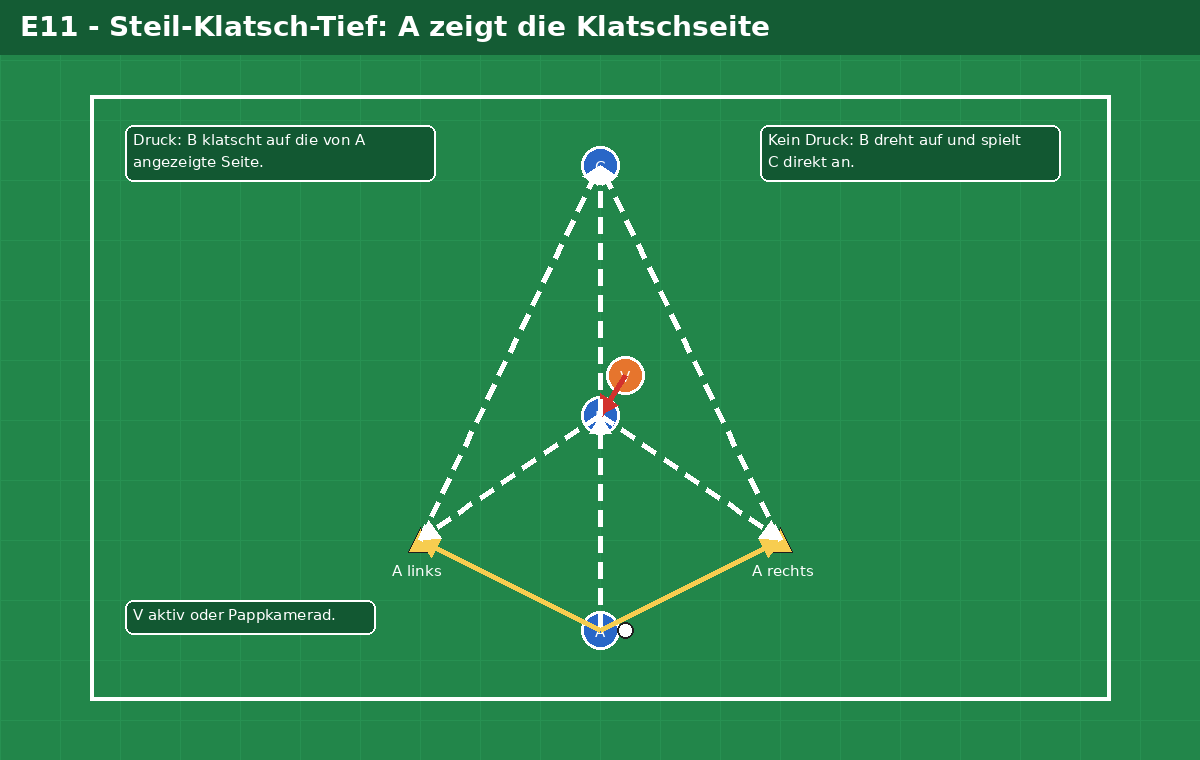 E11 - Steil-Klatsch-Tief: A zeigt die Klatschseite
Druck: B klatscht auf die von A
angezeigte Seite.
Kein Druck: B dreht auf und spielt
C direkt an.
C
V
A links
A rechts
V aktiv oder Pappkamerad.
A